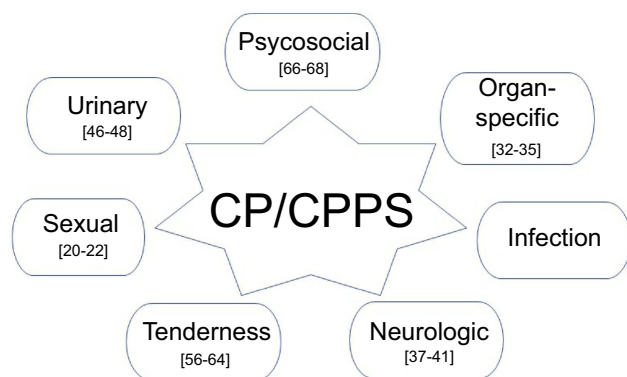 Psycosocial
[66-68]
Urinary
[46-48]
Organ-
specific
[32-35]
CP/CPPS
Sexual
[20-22]
Infection
Tenderness
[56-64]
Neurologic
[37-41]